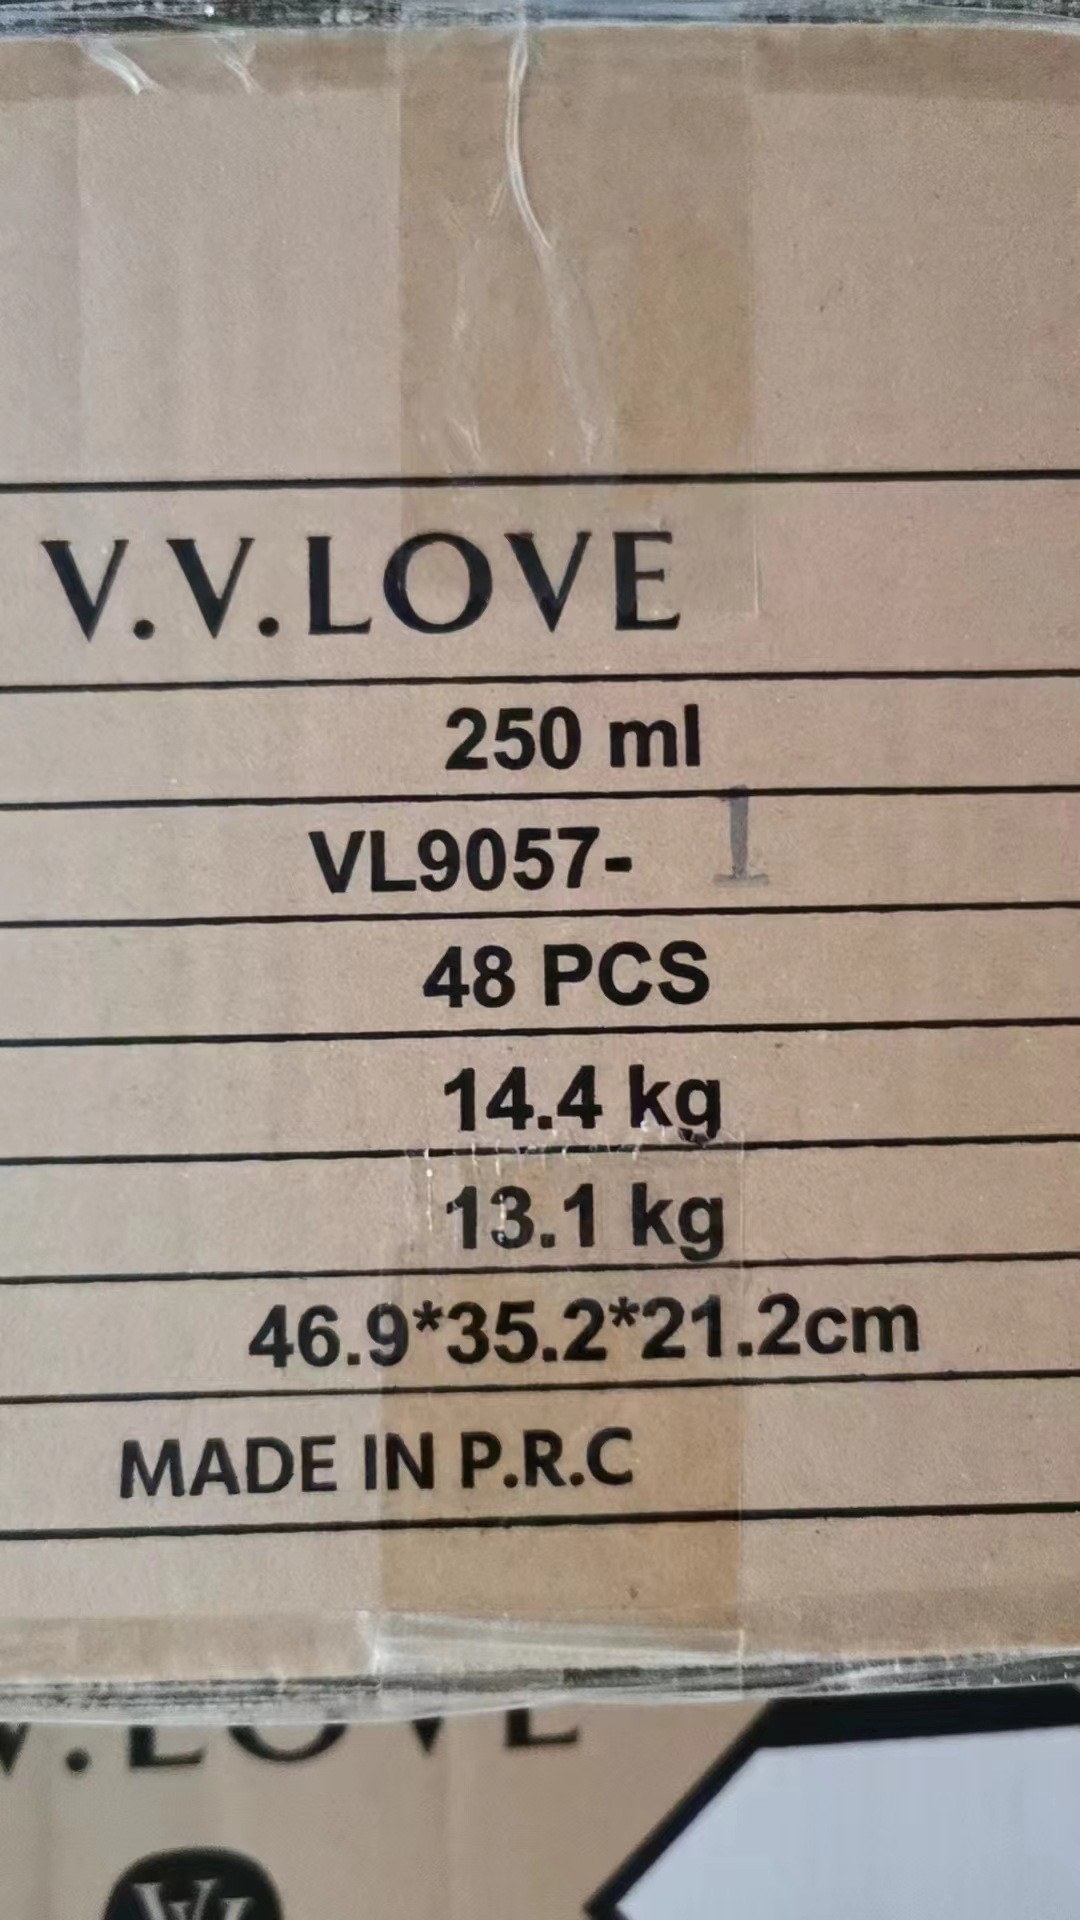 V.V.LOVE
250 ml
VL9057- 1
48 PCS
14.4 kg
13.1 kg
46.9*35.2*21.2cm
MADE IN P.R.C
V.LOVE